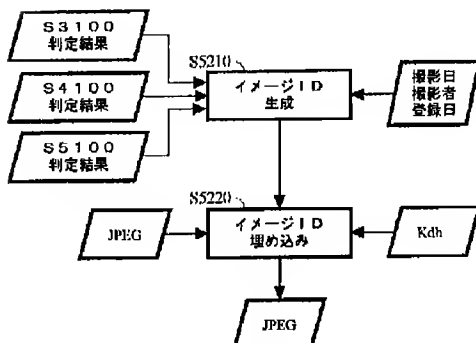 S3100
判定結果
S4100
判定結果
S5100
判定結果
S5210
イメージID
生成
撮影日
撮影者
登録日
S5220
JPEG
イメージID
埋め込み
Kdh
JPEG